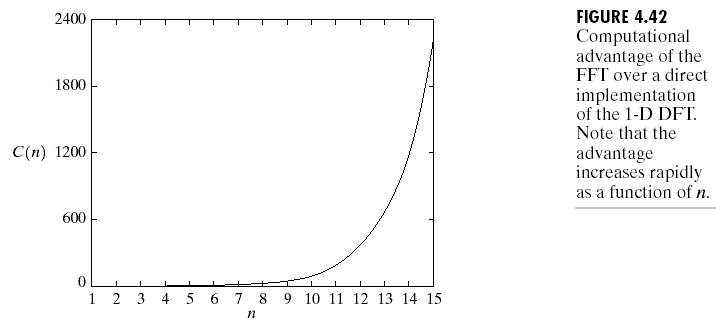 2400
1800
C(n) 1200
600
0
1 2 3 4 5 6 7 8 9 10 11 12 13 14 15
n
FIGURE 4.42
Computational
advantage of the
FFT over a direct
implementation
of the 1-D DFT.
Note that the
advantage
increases rapidly
as a function of n.